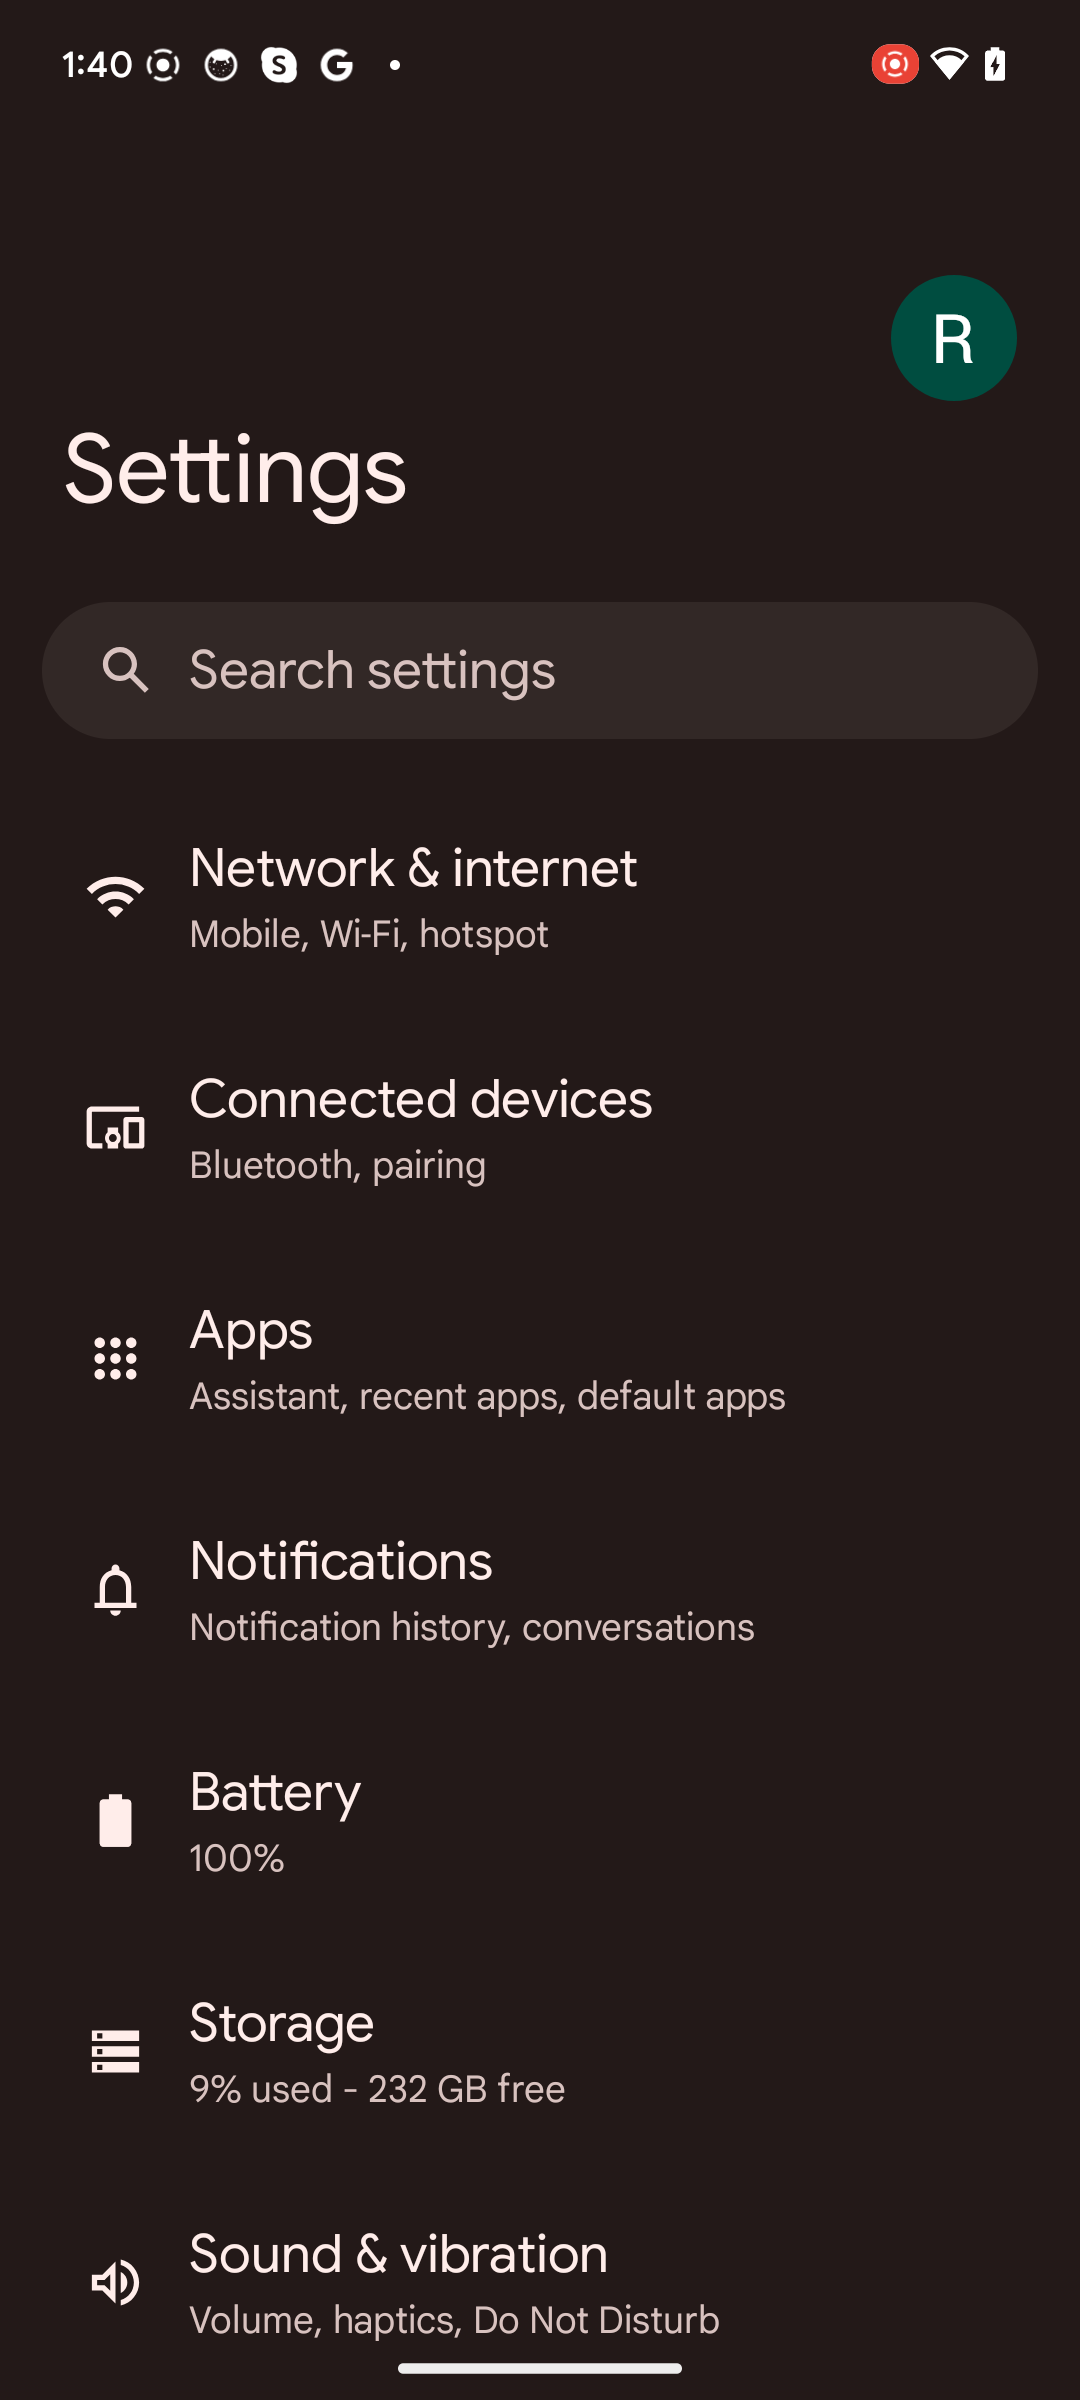 1:40
R
Settings
Search settings
Network & internet
Mobile, Wi-Fi, hotspot
Connected devices
Bluetooth, pairing
Apps
Assistant, recent apps, default apps
Notifications
Notification history, conversations
Battery
100%
Storage
9% used - 232 GB free
Sound & vibration
Volume, haptics, Do Not Disturb